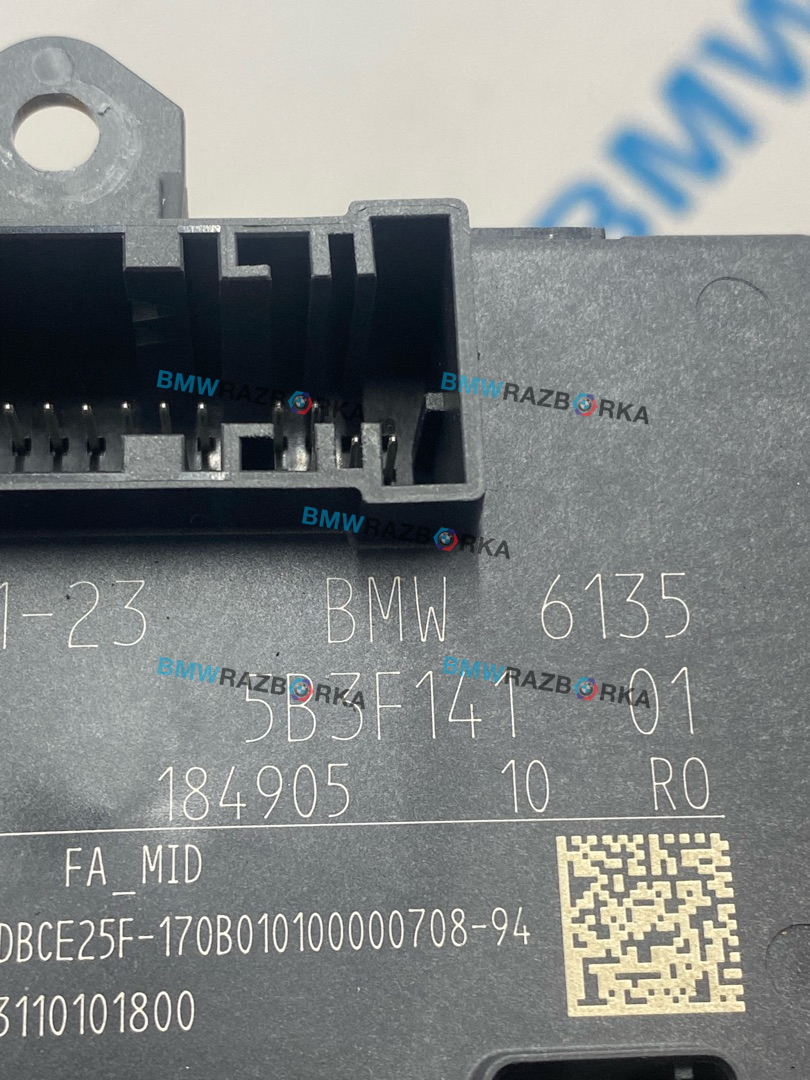 BMW
BMWRAZBORKA
BMWRAZBORKA
BMWRAZBORKA
1-23 BMW 6135
BMWRAZBORKA
BMWRAZBORKA
5B3F141 01
184905 10 RO
FA_MID
DBCE25F-170B010100000708-94
3110101800